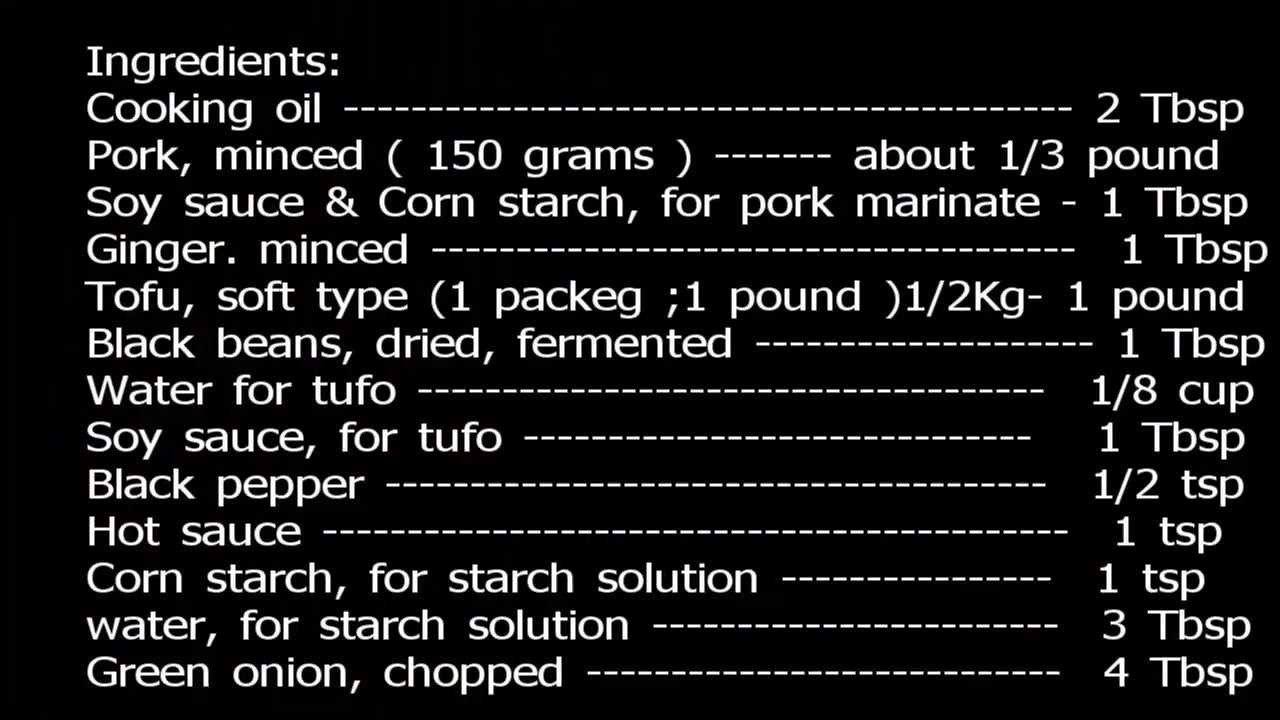 Ingredients:
Cooking oil ------------------------------------------- 2 Tbsp
Pork, minced ( 150 grams ) ------- about 1/3 pound
Soy sauce & Corn starch, for pork marinate - 1 Tbsp
Ginger. minced -------------------------------------- 1 Tbsp
Tofu, soft type (1 packeg ;1 pound )1/2Kg- 1 pound
Black beans, dried, fermented -------------------- 1 Tbsp
Water for tufo ------------------------------------- 1/8 cup
Soy sauce, for tufo ------------------------------ 1 Tbsp
Black pepper --------------------------------------- 1/2 tsp
Hot sauce -------------------------------------------- 1 tsp
Corn starch, for starch solution ---------------- 1 tsp
water, for starch solution ------------------------ 3 Tbsp
Green onion, chopped ---------------------------- 4 Tbsp